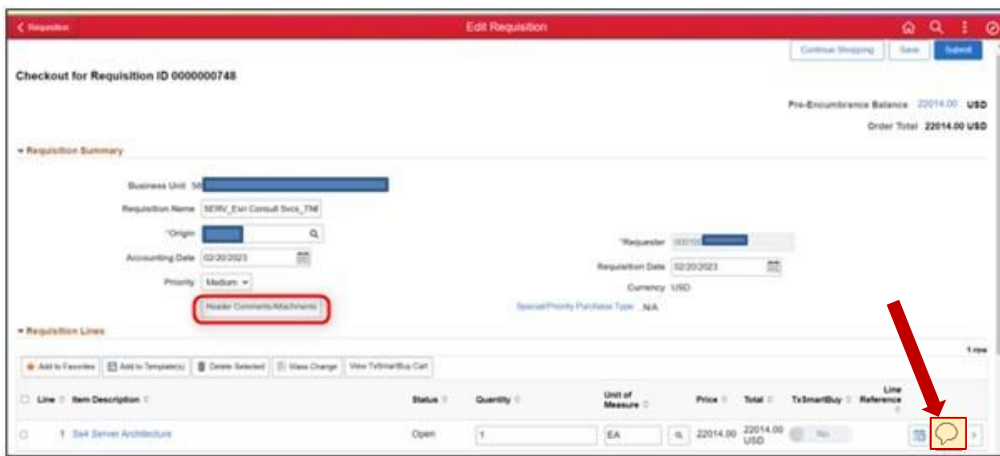 Requisition
Edit Requisition
Continue Shopping Save Submit
Checkout for Requisition ID 0000000748
Pre-Encumbrance Balance 22014.00 USD
Order Total 22014.00 USD
Requisition Summary
Business Unit 58
Requisition Name SERV_Esri Consult Svcs_TNI
*Origin
*Requester
Accounting Date 02/20/2023
Requisition Date 02/20/2023
Priority Medium
Currency USD
Header Comments/Attachments
Special/Priority Purchase Type N/A
Requisition Lines
1 row
Add to Favorites Add to Template(s) Delete Selected Mass Change View TxSmartBuy Cart
Line Item Description Status Quantity Unit of Measure Price Total TxSmartBuy Line Reference
1 Server Architecture Open 1 EA 22014.00 22014.00 USD No